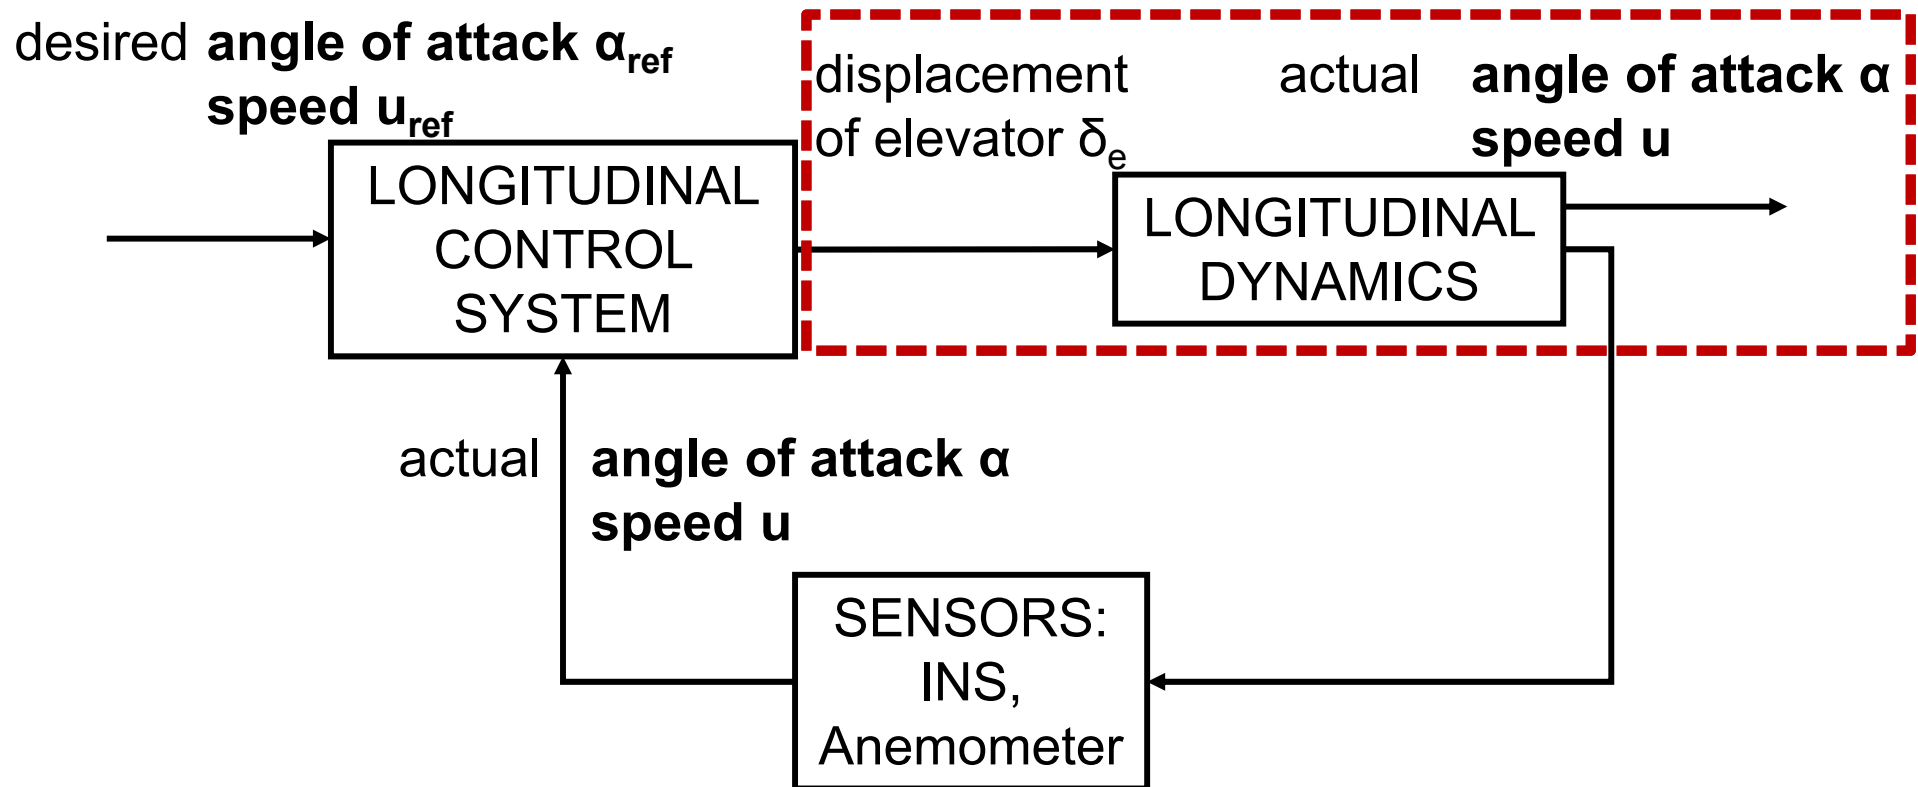 desired angle of attack αref
speed uref
displacement
of elevator δe
actual angle of attack α
speed u
LONGITUDINAL
CONTROL
SYSTEM
LONGITUDINAL
DYNAMICS
actual angle of attack α
speed u
SENSORS:
INS,
Anemometer